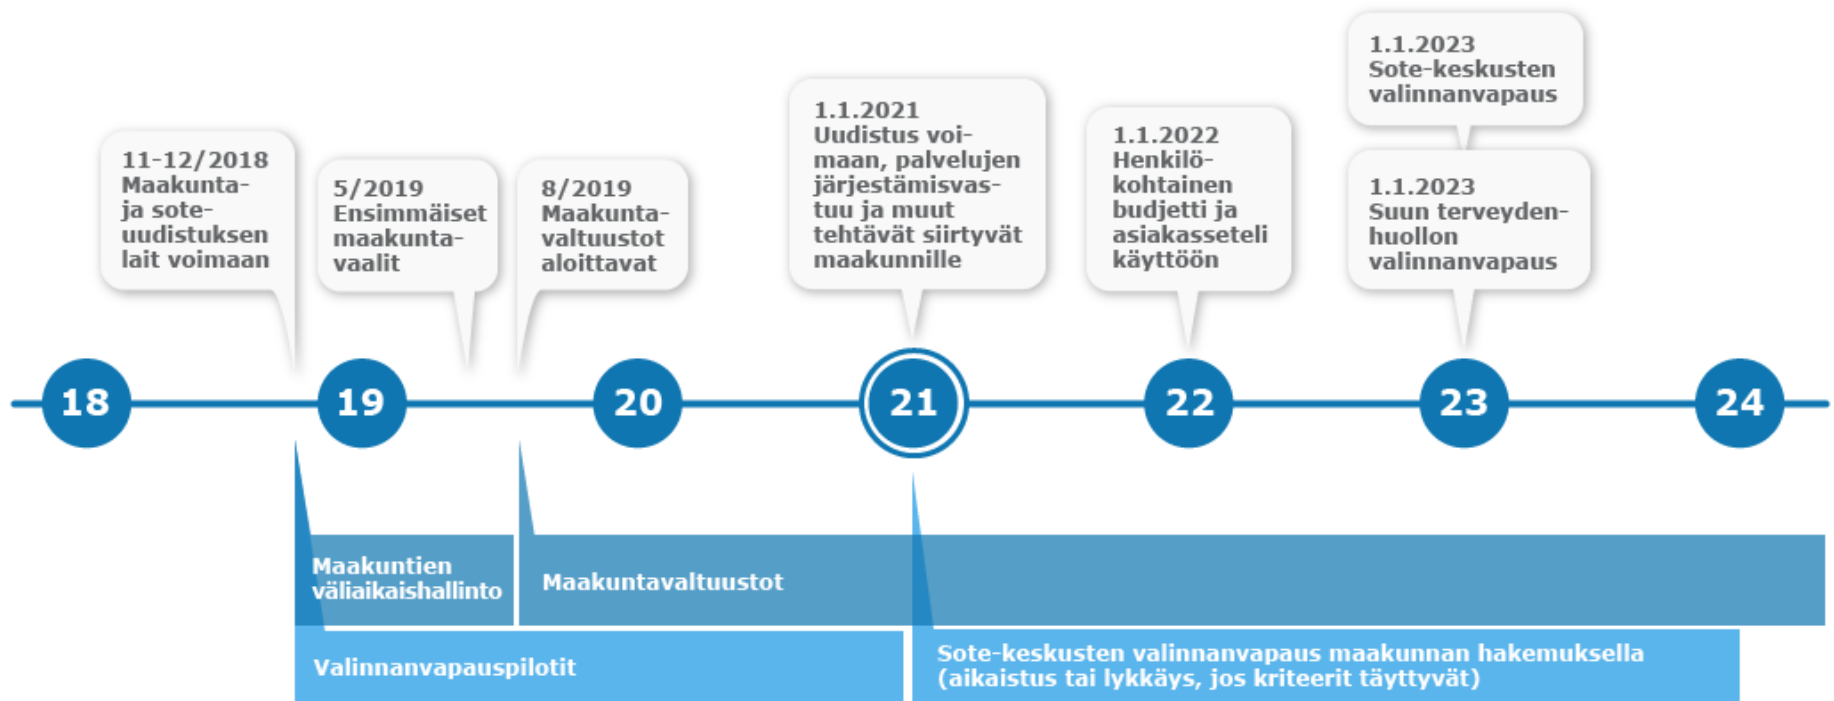 11-12/2018
Maakunta-
ja sote-
uudistuksen
lait voimaan
5/2019
Ensimmäiset
maakunta-
vaalit
8/2019
Maakunta-
valtuustot
aloittavat
1.1.2021
Uudistus voi-
maan, palvelujen
järjestämisvas-
tuu ja muut
tehtävät siirtyvät
maakunnille
1.1.2022
Henkilö-
kohtainen
budjetti ja
asiakasseteli
käyttöön
1.1.2023
Sote-keskusten
valinnanvapaus
1.1.2023
Suun terveyden-
huollon
valinnanvapaus
18
19
20
21
22
23
24
Maakuntien
väliaikaishallinto
Maakuntavaltuustot
Valinnanvapauspilotit
Sote-keskusten valinnanvapaus maakunnan hakemuksella
(aikaistus tai lykkäys, jos kriteerit täyttyvät)